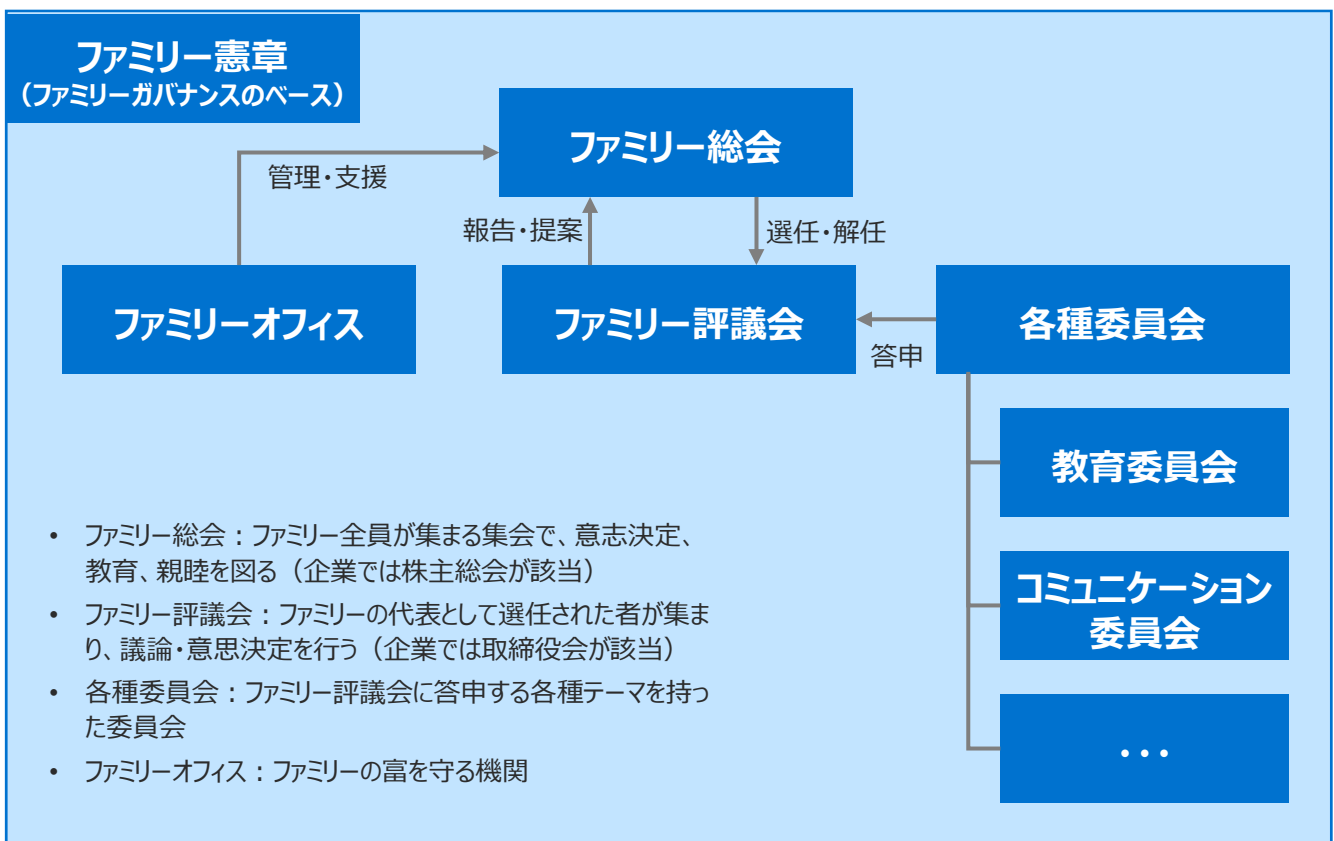 ファミリー憲章
（ファミリーガバナンスのベース）
ファミリー総会
管理・支援
報告・提案
選任・解任
ファミリーオフィス
ファミリー評議会
各種委員会
答申
教育委員会
コミュニケーション
委員会
・・・
• ファミリー総会：ファミリー全員が集まる集会で、意志決定、
教育、親睦を図る（企業では株主総会が該当）
• ファミリー評議会：ファミリーの代表として選任された者が集ま
り、議論・意思決定を行う（企業では取締役会が該当）
• 各種委員会：ファミリー評議会に答申する各種テーマを持っ
た委員会
• ファミリーオフィス：ファミリーの富を守る機関